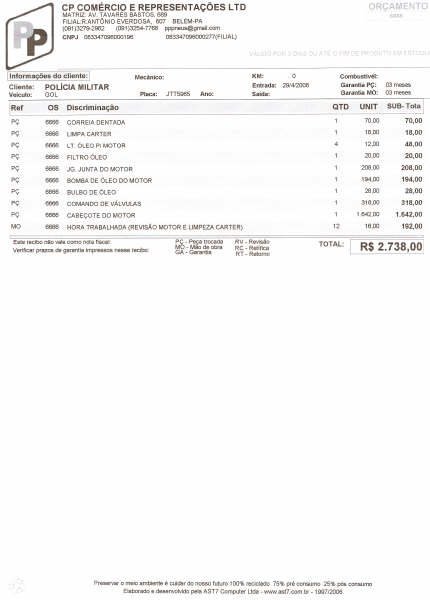 PP
CP COMÉRCIO E REPRESENTAÇÕES LTD
MATRIZ: AV. TAVARES BASTOS, 669
FILIAL:R.ANTÔNIO EVERDOSA, 607 BELÉM-PA
(091)3279-2962 (091)3254-7768 pppneus@gmail.com
CNPJ 083347096000196 083347096000277(FILIAL)
ORÇAMENTO
6666
VÁLIDO POR 3 DIAS OU ATÉ O FIM DE PRODUTO EM ESTOQUE
Informações do cliente: Mecânico: KM: 0 Combustível:
Cliente: POLÍCIA MILITAR Entrada: 29/4/2008 Garantia PÇ: 03 meses
Veículo: GOL Placa: JTT5965 Ano: Saída: Garantia MO: 03 meses
Ref OS Discriminação QTD UNIT SUB- Total
PÇ 6666 CORREIA DENTADA 1 70,00 70,00
PÇ 6666 LIMPA CARTER 1 18,00 18,00
PÇ 6666 LT. ÓLEO P/ MOTOR 4 12,00 48,00
PÇ 6666 FILTRO ÓLEO 1 20,00 20,00
PÇ 6666 JG. JUNTA DO MOTOR 1 208,00 208,00
PÇ 6666 BOMBA DE ÓLEO DO MOTOR 1 194,00 194,00
PÇ 6666 BULBO DE ÓLEO 1 28,00 28,00
PÇ 6666 COMANDO DE VÁLVULAS 1 318,00 318,00
PÇ 6666 CABEÇOTE DO MOTOR 1 1.642,00 1.642,00
MO 6666 HORA TRABALHADA (REVISÃO MOTOR E LIMPEZA CARTER) 12 16,00 192,00
Este recibo não vale como nota fiscal. PÇ - Peça trocada RV - Revisão TOTAL: R$ 2.738,00
Verificar prazos de garantia impressos nesse recibo. MO - Mão de obra RC - Retífica
GA - Garantia RT - Retorno
Preservar o meio ambiente é cuidar do nosso futuro 100% reciclado 75% pré consumo 25% pós consumo
Elaborado e desenvolvido pela AST7 Computer Ltda - www.ast7.com.br - 1997/2006